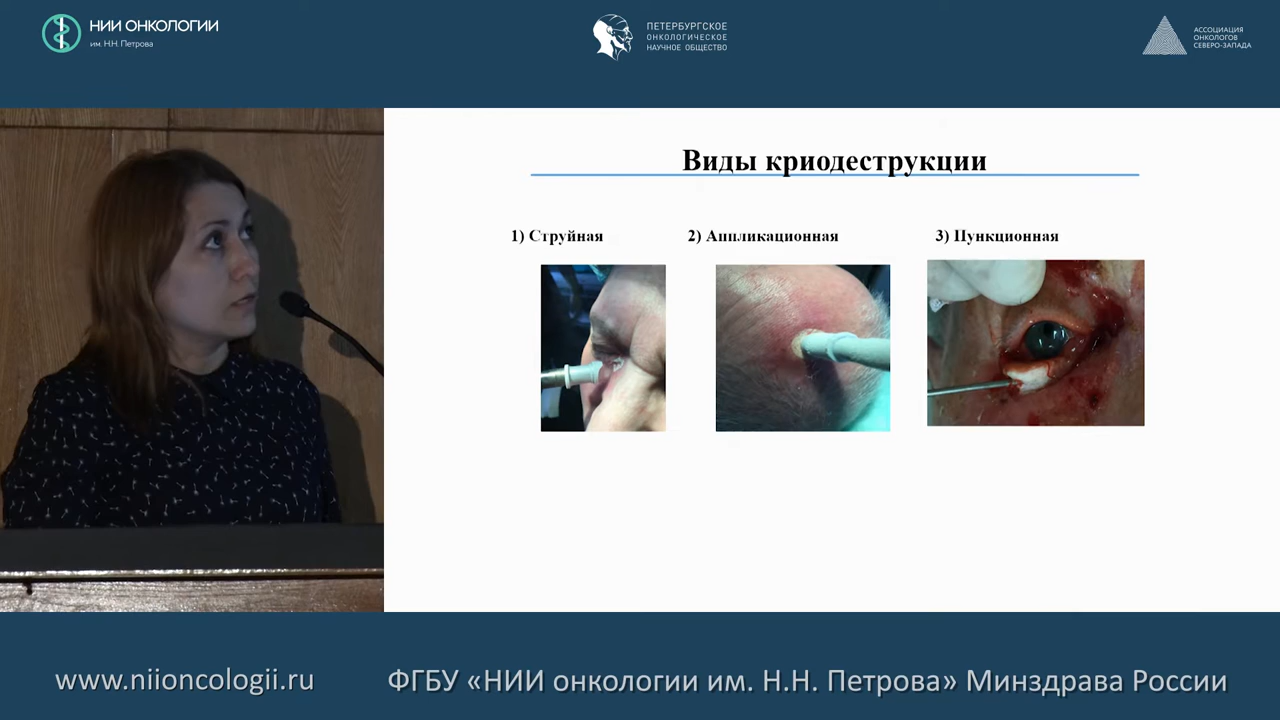 НИИ ОНКОЛОГИИ
им. Н.Н. Петрова
ПЕТЕРБУРГСКОЕ
ОНКОЛОГИЧЕСКОЕ
НАУЧНОЕ ОБЩЕСТВО
АССОЦИАЦИЯ
ОНКОЛОГОВ
СЕВЕРО-ЗАПАДА
Виды криодеструкции
1) Струйная
2) Аппликационная
3) Пункционная
www.niioncologii.ru
ФГБУ «НИИ онкологии им. Н.Н. Петрова» Минздрава России